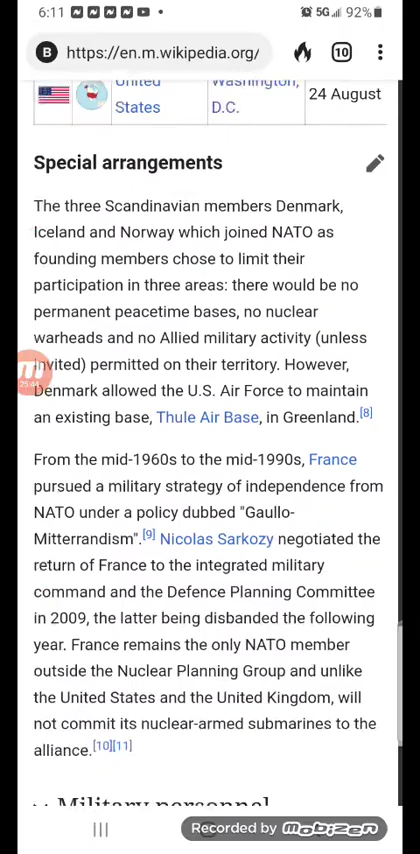 6:11
5G 92%
B https://en.m.wikipedia.org/ 10
United Washington,
States D.C. 24 August
Special arrangements
The three Scandinavian members Denmark,
Iceland and Norway which joined NATO as
founding members chose to limit their
participation in three areas: there would be no
permanent peacetime bases, no nuclear
warheads and no Allied military activity (unless
invited) permitted on their territory. However,
25:44
Denmark allowed the U.S. Air Force to maintain
an existing base, Thule Air Base, in Greenland.[8]
From the mid-1960s to the mid-1990s, France
pursued a military strategy of independence from
NATO under a policy dubbed "Gaullo-
Mitterrandism".[9] Nicolas Sarkozy negotiated the
return of France to the integrated military
command and the Defence Planning Committee
in 2009, the latter being disbanded the following
year. France remains the only NATO member
outside the Nuclear Planning Group and unlike
the United States and the United Kingdom, will
not commit its nuclear-armed submarines to the
alliance.[10][11]
Military personnel
Recorded by mobizen